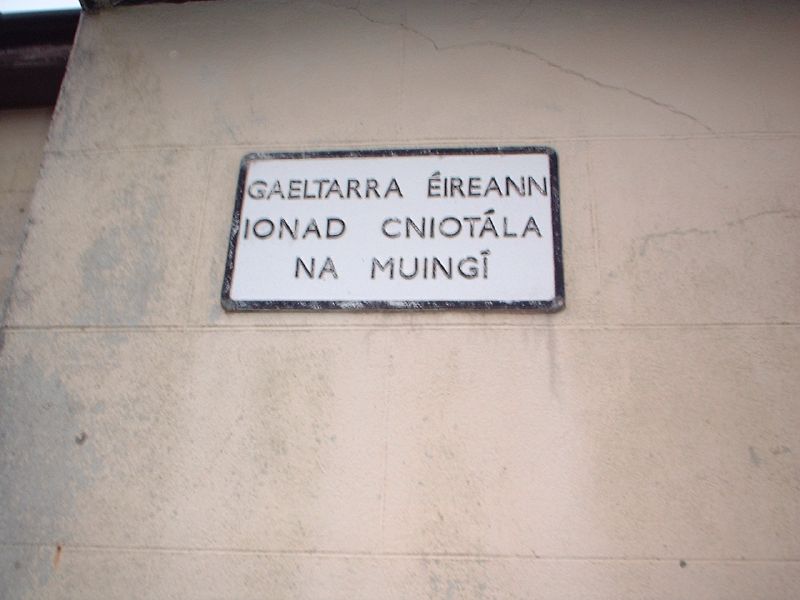 GAELTARRA ÉIREANN
IONAD CNIOTÁLA
NA MUINGÍ